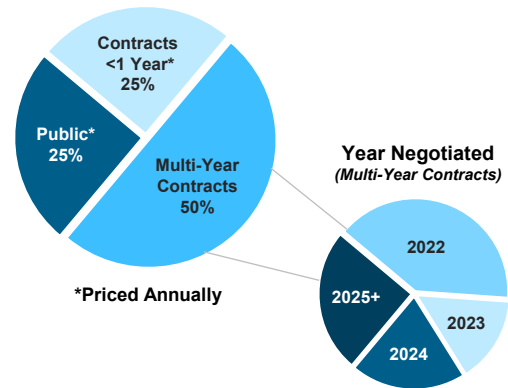 Contracts
<1 Year*
25%
Public*
25%
Multi-Year
Contracts
50%
*Priced Annually
Year Negotiated
(Multi-Year Contracts)
2022
2025+
2023
2024